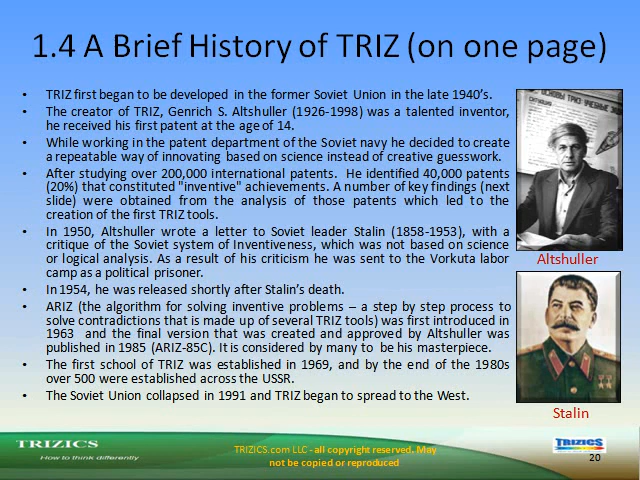 1.4 A Brief History of TRIZ (on one page)
• TRIZ first began to be developed in the former Soviet Union in the late 1940’s.
• The creator of TRIZ, Genrich S. Altshuller (1926-1998) was a talented inventor,
he received his first patent at the age of 14.
• While working in the patent department of the Soviet navy he decided to create
a repeatable way of innovating based on science instead of creative guesswork.
• After studying over 200,000 international patents. He identified 40,000 patents
(20%) that constituted "inventive" achievements. A number of key findings (next
slide) were obtained from the analysis of those patents which led to the
creation of the first TRIZ tools.
• In 1950, Altshuller wrote a letter to Soviet leader Stalin (1858-1953), with a
critique of the Soviet system of Inventiveness, which was not based on science
or logical analysis. As a result of his criticism he was sent to the Vorkuta labor
camp as a political prisoner.
• In 1954, he was released shortly after Stalin’s death.
• ARIZ (the algorithm for solving inventive problems – a step by step process to
solve contradictions that is made up of several TRIZ tools) was first introduced in
1963 and the final version that was created and approved by Altshuller was
published in 1985 (ARIZ-85C). It is considered by many to be his masterpiece.
• The first school of TRIZ was established in 1969, and by the end of the 1980s
over 500 were established across the USSR.
• The Soviet Union collapsed in 1991 and TRIZ began to spread to the West.
ОСНОВЫ ТРИЗ УЧЕБНЫЕ
Altshuller
Stalin
TRIZICS
How to think differently
TRIZICS.com LLC - all copyright reserved. May
not be copied or reproduced
TRIZICS
20